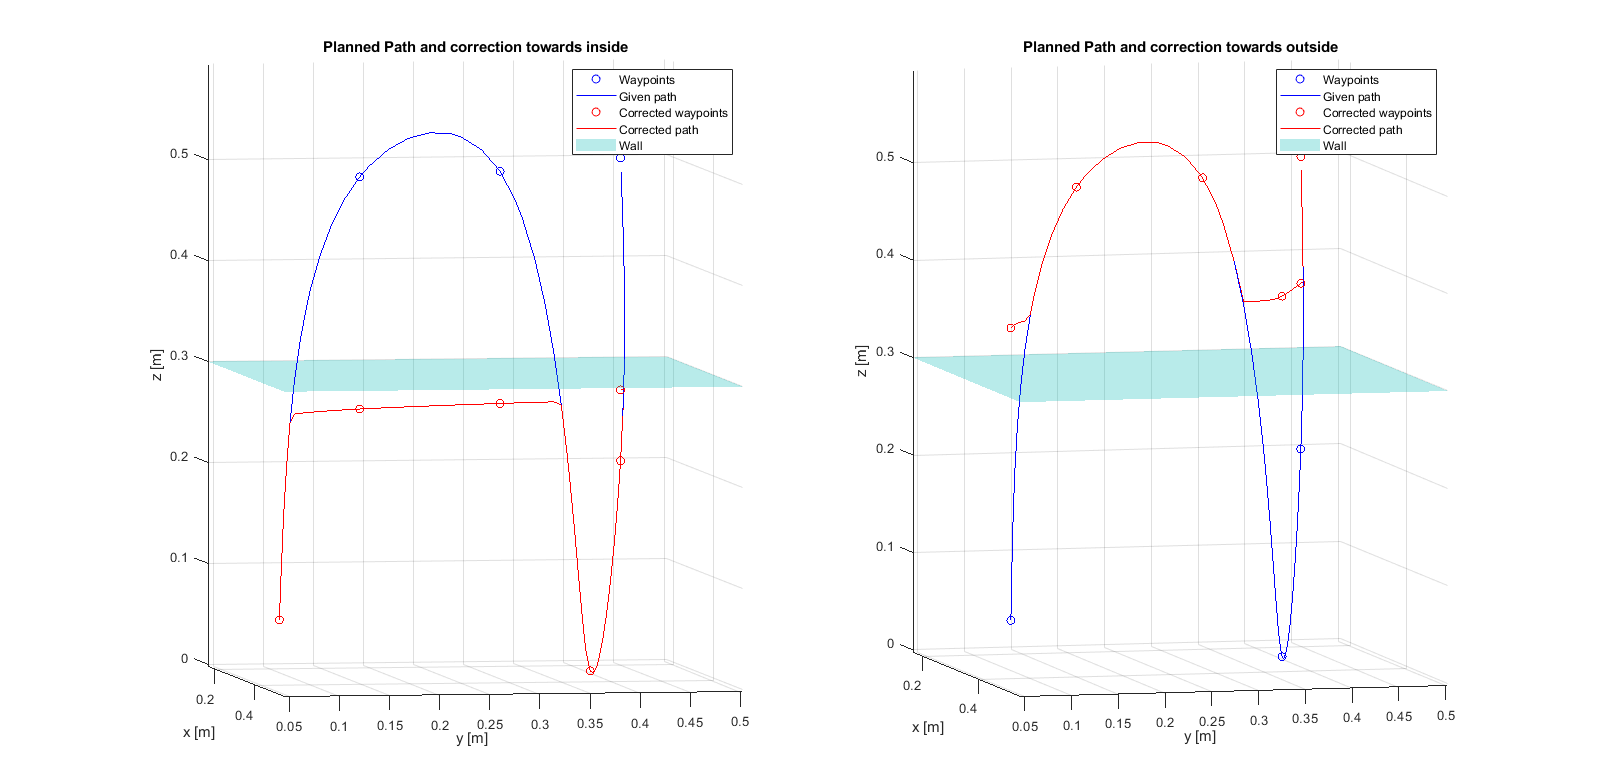 Planned Path and correction towards inside
Waypoints
Given path
Corrected waypoints
Corrected path
Wall
0.5
0.4
0.3
0.2
0.1
0
z [m]
0.2
0.4
x [m]
0.05
0.1
0.15
0.2
0.25
0.3
0.35
0.4
0.45
0.5
y [m]
Planned Path and correction towards outside
Waypoints
Given path
Corrected waypoints
Corrected path
Wall
0.5
0.4
0.3
0.2
0.1
0
z [m]
0.2
0.4
x [m]
0.05
0.1
0.15
0.2
0.25
0.3
0.35
0.4
0.45
0.5
y [m]